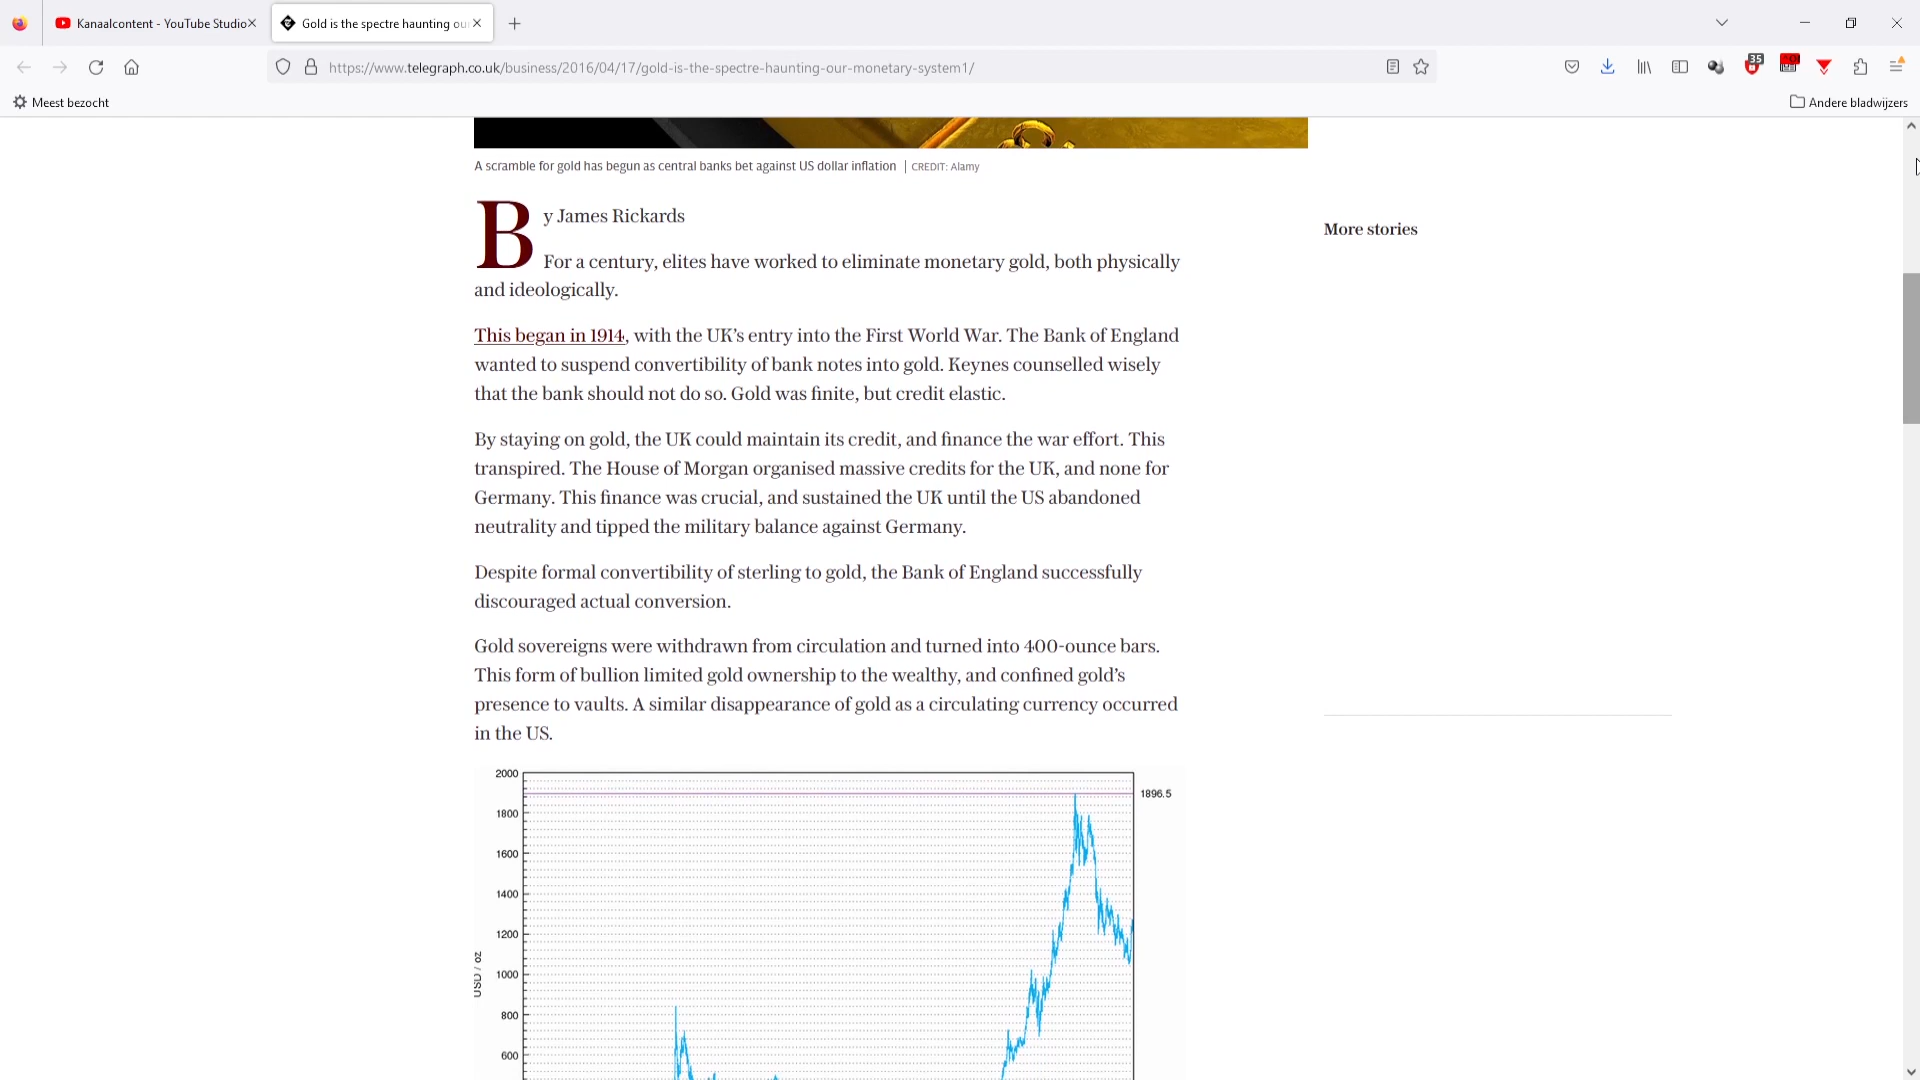 Kanaalcontent - YouTube Studio
Gold is the spectre haunting ou
https://www.telegraph.co.uk/business/2016/04/17/gold-is-the-spectre-haunting-our-monetary-system1/
35
Meest bezocht
Andere bladwijzers
A scramble for gold has begun as central banks bet against US dollar inflation | CREDIT: Alamy
By James Rickards
For a century, elites have worked to eliminate monetary gold, both physically
and ideologically.
More stories
This began in 1914, with the UK’s entry into the First World War. The Bank of England
wanted to suspend convertibility of bank notes into gold. Keynes counselled wisely
that the bank should not do so. Gold was finite, but credit elastic.
By staying on gold, the UK could maintain its credit, and finance the war effort. This
transpired. The House of Morgan organised massive credits for the UK, and none for
Germany. This finance was crucial, and sustained the UK until the US abandoned
neutrality and tipped the military balance against Germany.
Despite formal convertibility of sterling to gold, the Bank of England successfully
discouraged actual conversion.
Gold sovereigns were withdrawn from circulation and turned into 400-ounce bars.
This form of bullion limited gold ownership to the wealthy, and confined gold’s
presence to vaults. A similar disappearance of gold as a circulating currency occurred
in the US.
2000
1896.5
1800
1600
1400
1200
1000
800
600
USD / oz